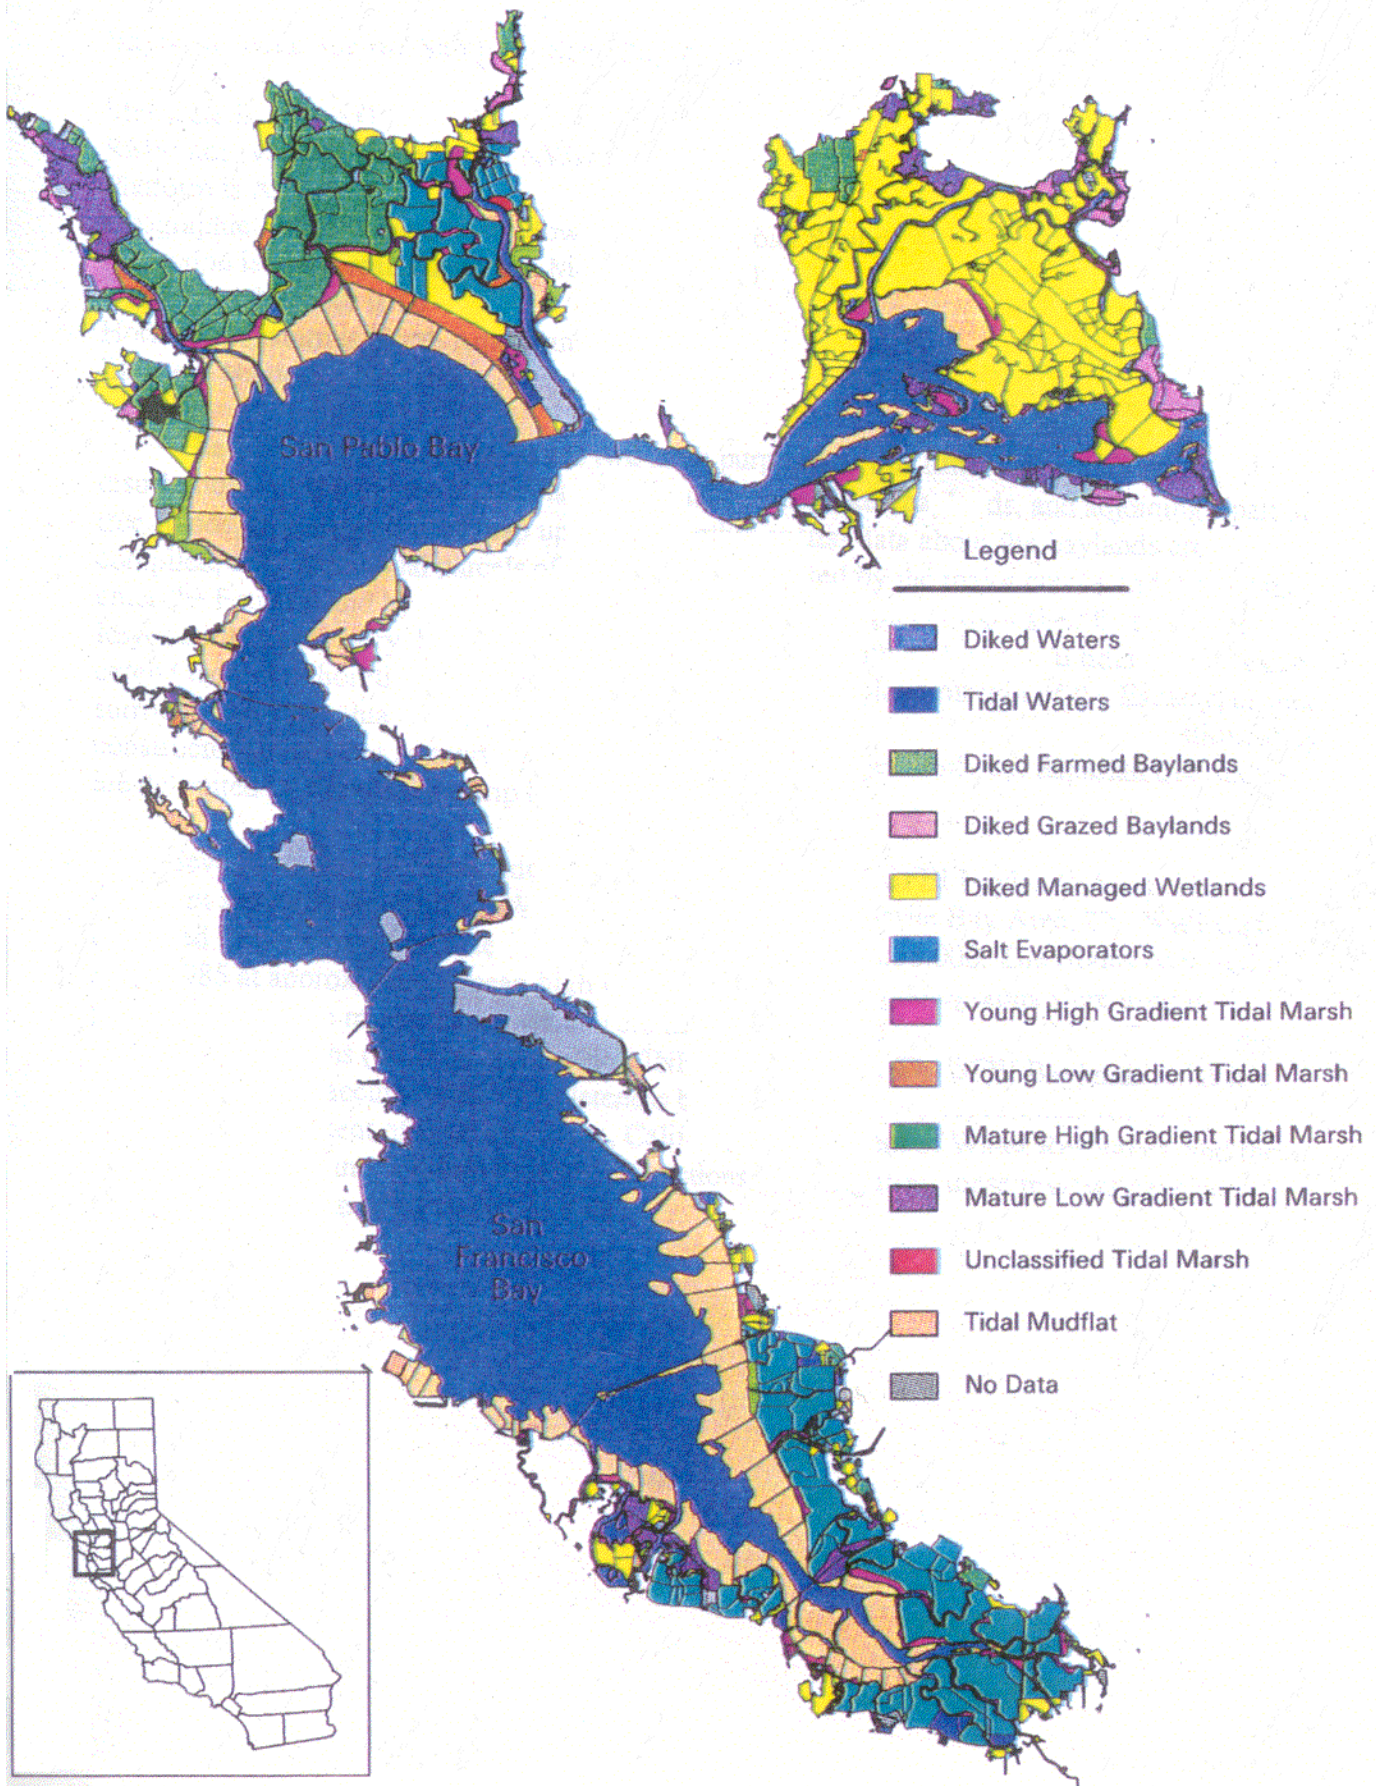 San Pablo Bay
Legend
Diked Waters
Tidal Waters
Diked Farmed Baylands
Diked Grazed Baylands
Diked Managed Wetlands
Salt Evaporators
Young High Gradient Tidal Marsh
Young Low Gradient Tidal Marsh
Mature High Gradient Tidal Marsh
Mature Low Gradient Tidal Marsh
Unclassified Tidal Marsh
Tidal Mudflat
No Data
San
Francisco
Bay